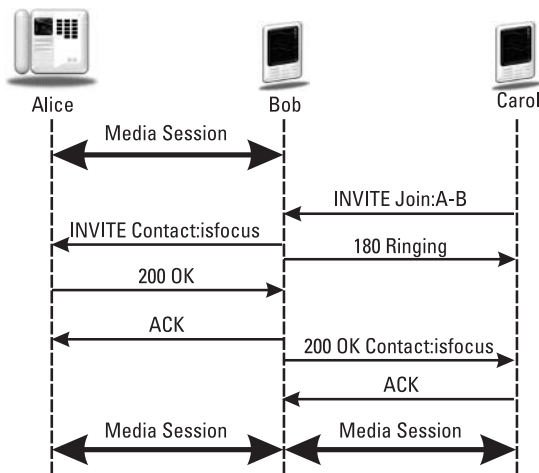 Alice
Bob
Carol
Media Session
INVITE Join:A-B
INVITE Contact:isfocus
180 Ringing
200 OK
ACK
200 OK Contact:isfocus
ACK
Media Session
Media Session